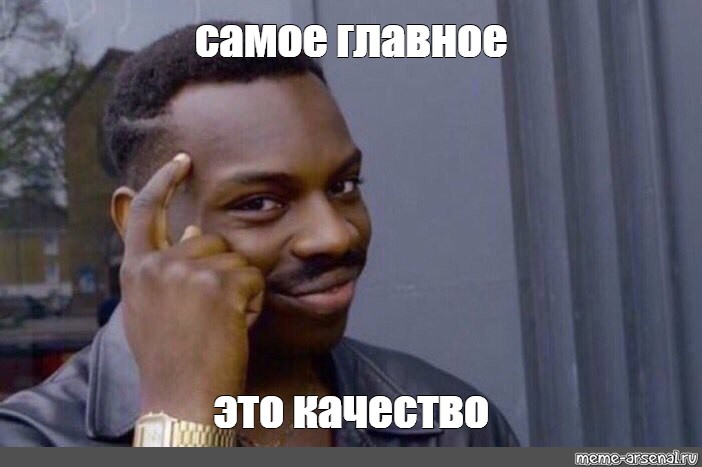 самое главное
это качество
meme-arsenal.ru